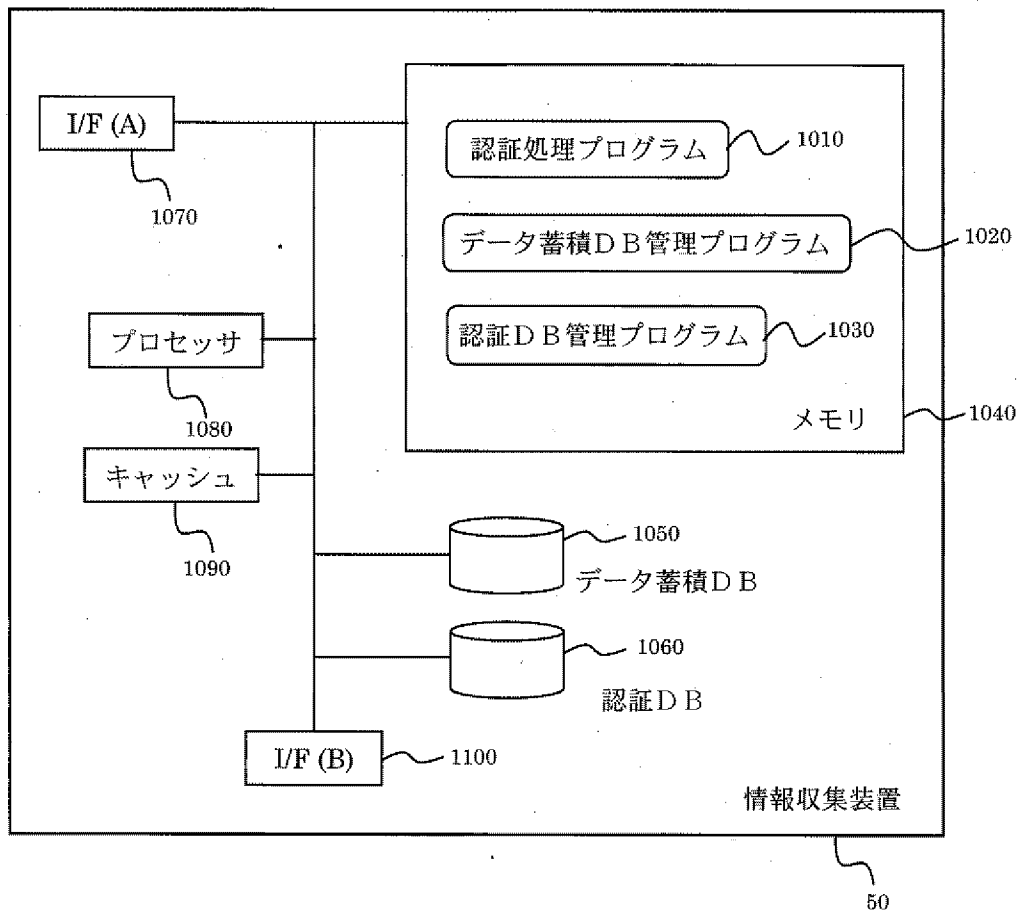 I/F (A)
1070
認証処理プログラム
1010
データ蓄積ＤＢ管理プログラム
1020
認証ＤＢ管理プログラム
1030
メモリ
1040
プロセッサ
1080
キャッシュ
1090
1050
データ蓄積ＤＢ
1060
認証ＤＢ
I/F (B)
1100
情報収集装置
50